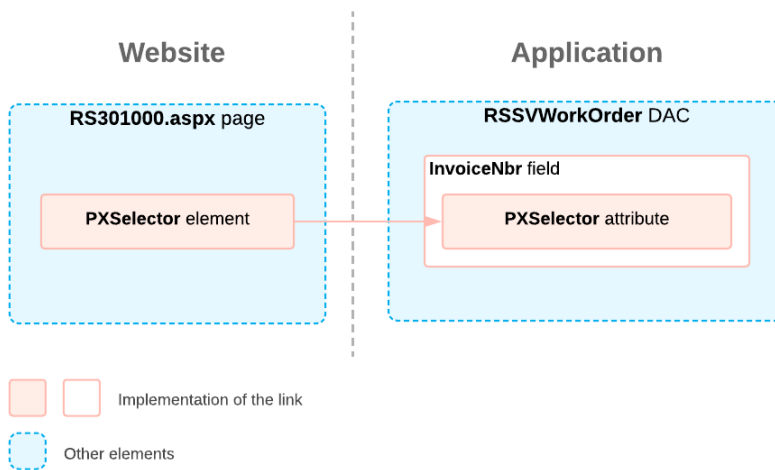 Website
Application
RS301000.aspx page
RSSVWorkOrder DAC
InvoiceNbr field
PXSelector element
PXSelector attribute
Implementation of the link
Other elements